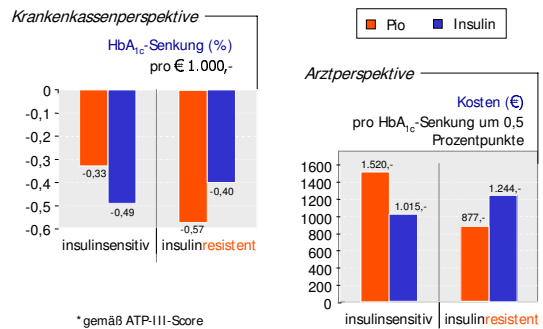 Krankenkassenperspektive
HbA1c-Senkung (%)
pro € 1.000,-
0
-0,1
-0,2
-0,3
-0,4
-0,5
-0,6
-0,33
-0,49
-0,57
-0,40
insulinsensitiv
insulinresistent
*gemäß ATP-III-Score
Pio
Insulin
Arztperspektive
Kosten (€)
pro HbA1c-Senkung um 0,5
Prozentpunkte
1600
1400
1200
1000
800
600
400
200
0
1.520,-
1.015,-
877,-
1.244,-
insulinsensitiv
insulinresistent